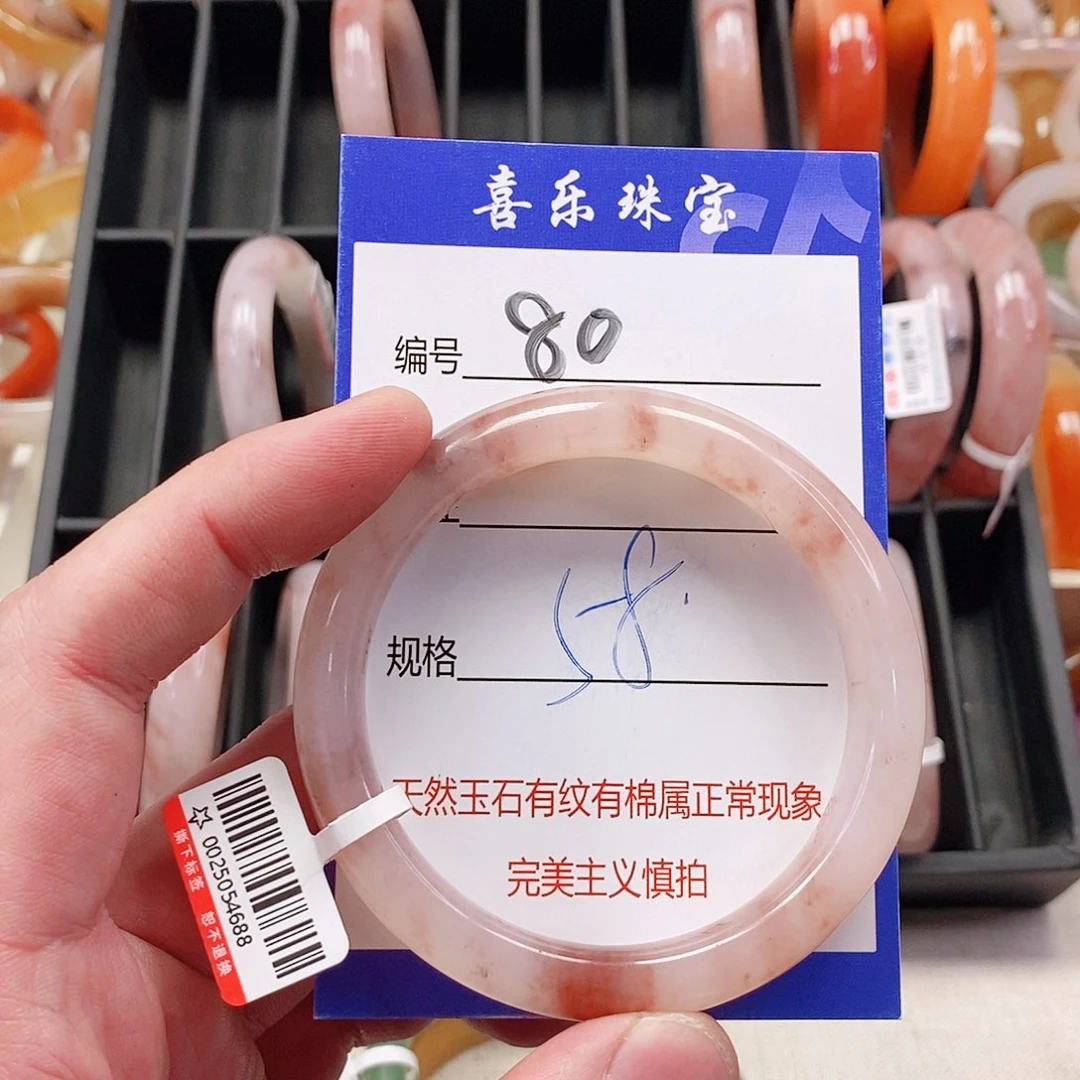 喜乐珠宝
编号 80
规格 58
天然玉石有纹有棉属正常现象
完美主义慎拍
0025054688
撕下标签 恕不退换